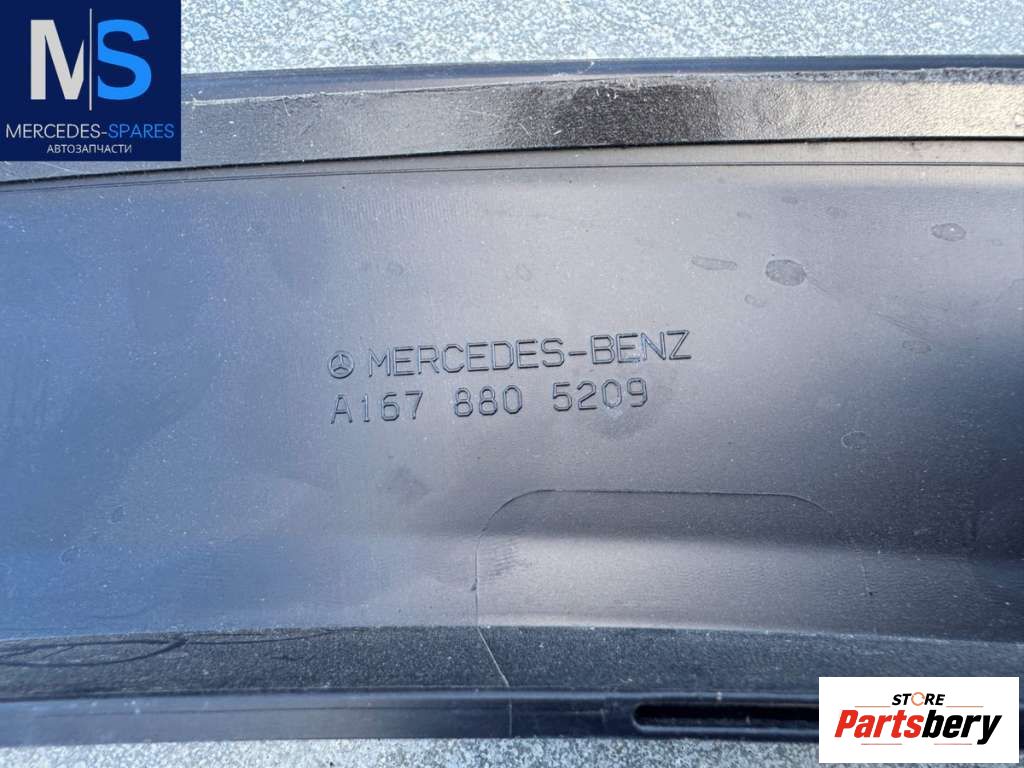 MS
MERCEDES-SPARES
АВТОЗАПЧАСТИ
MERCEDES-BENZ
A167 880 5209
STORE
Partsbery